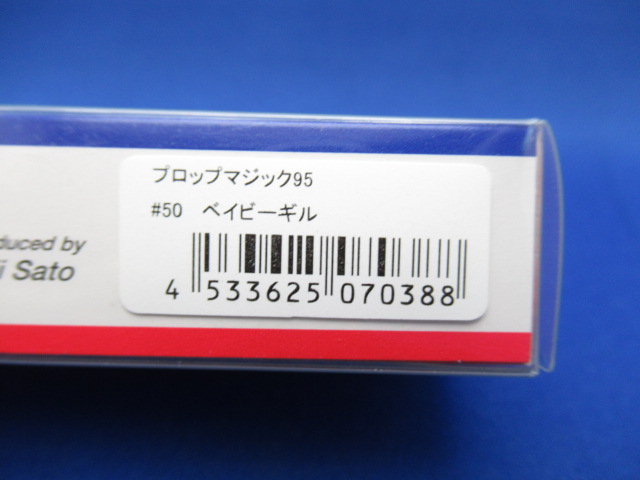 プロップマジック95
#50 ベイビーギル
4 533625 070388
duced by
i Sato